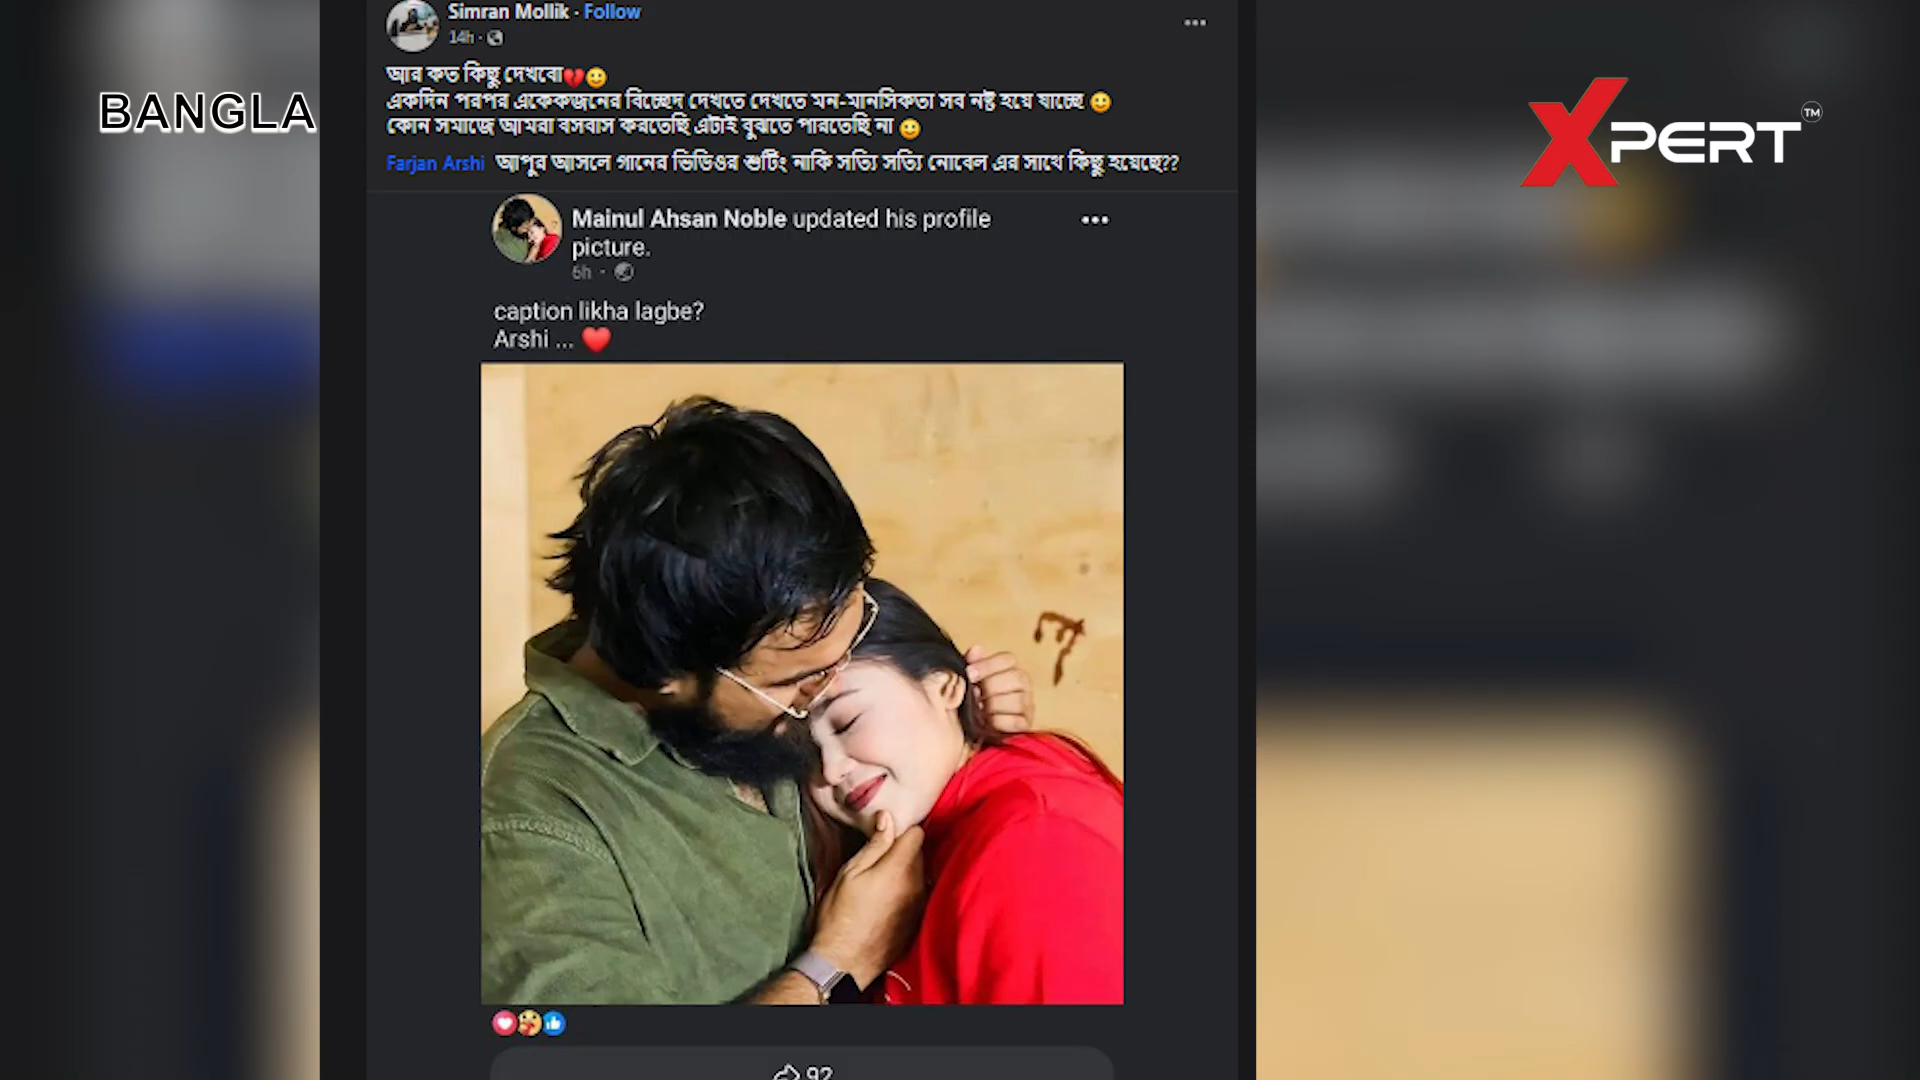 Simran Mollik · Follow
14h ·
আর কত কিছু দেখবো💔🙂
BANGLA
একদিন পরপর একেকজনের বিচ্ছেদ দেখতে দেখতে মন-মানসিকতা সব নষ্ট হয়ে যাচ্ছে 🙂
কোন সমাজে আমরা বসবাস করতেছি এটাই বুঝতে পারতেছি না 🙂
XPERT™
Farjan Arshi আপুর আসলে গানের ভিডিওর শুটিং নাকি সত্যি সত্যি নোবেল এর সাথে কিছু হয়েছে??
Mainul Ahsan Noble updated his profile
picture.
6h ·
caption likha lagbe?
Arshi ... ❤️
92